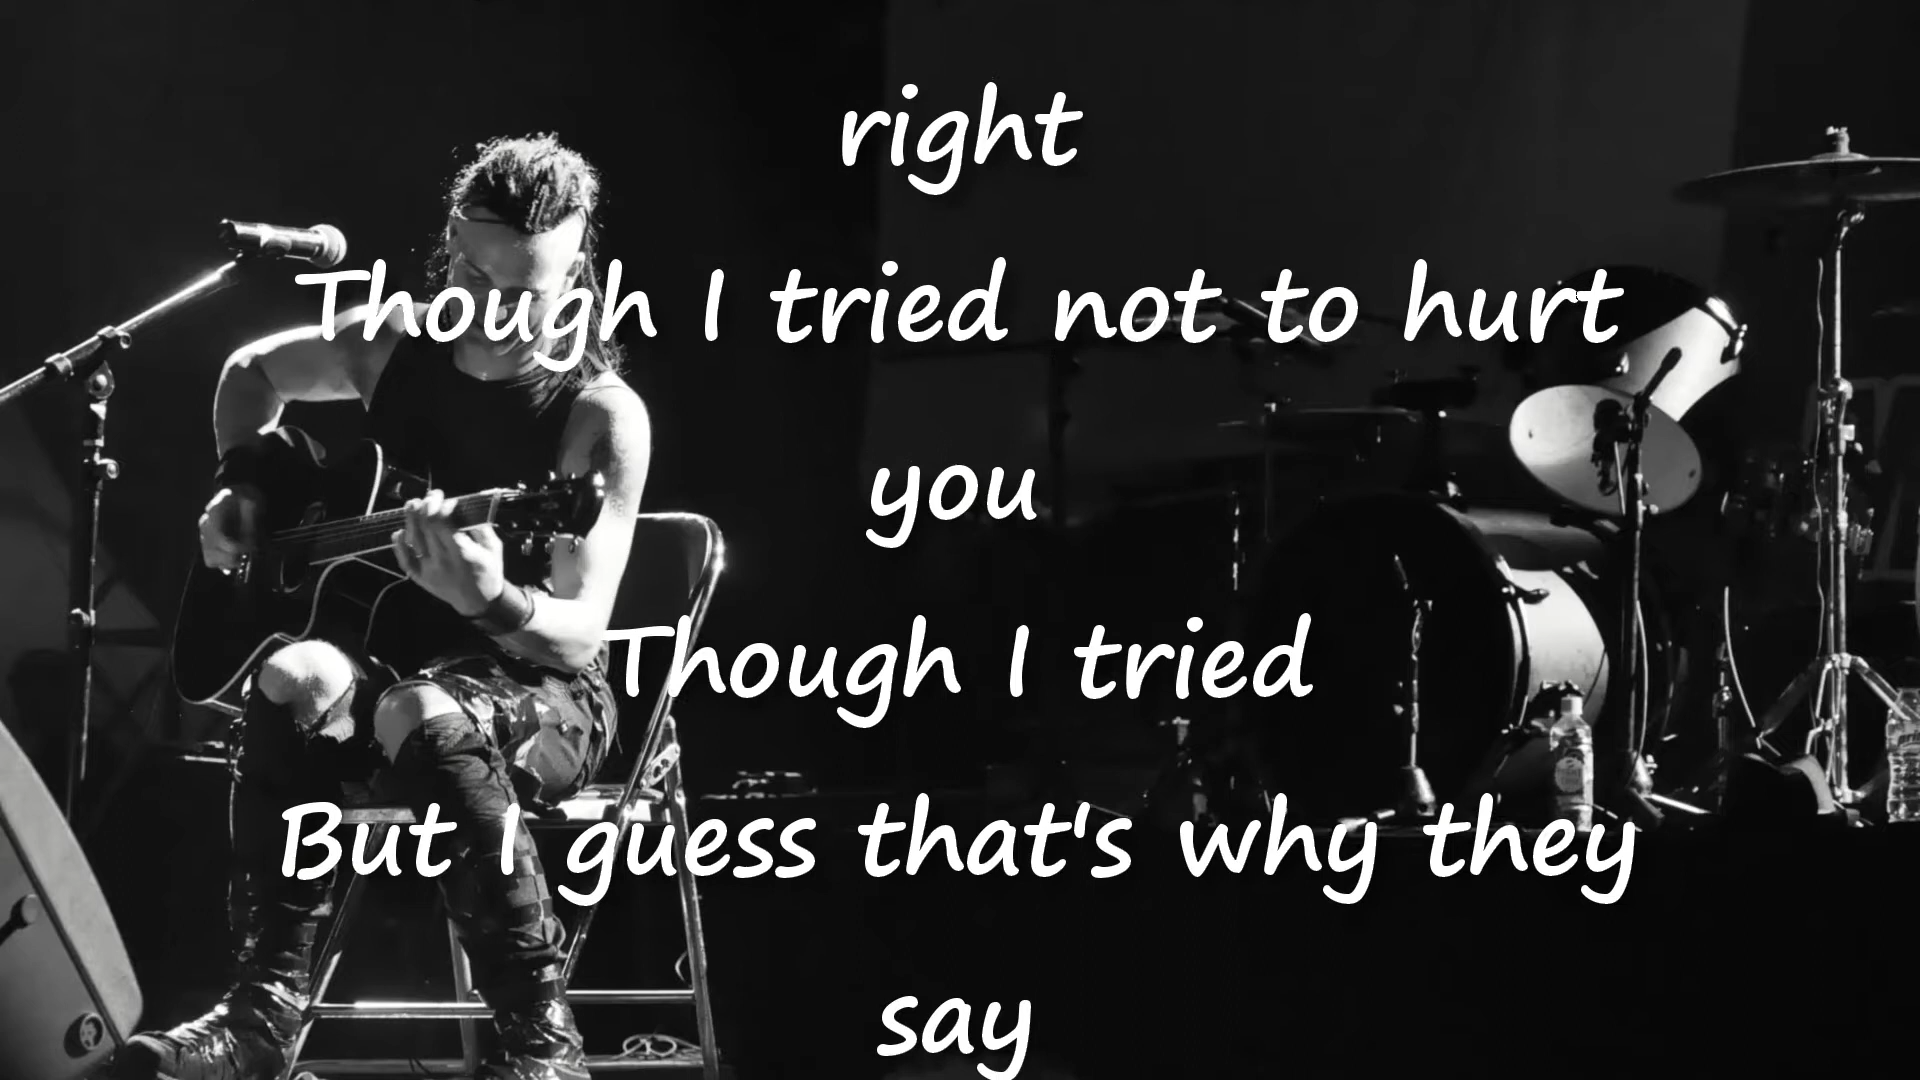 right
Though I tried not to hurt
you
Though I tried
But I guess that's why they
say